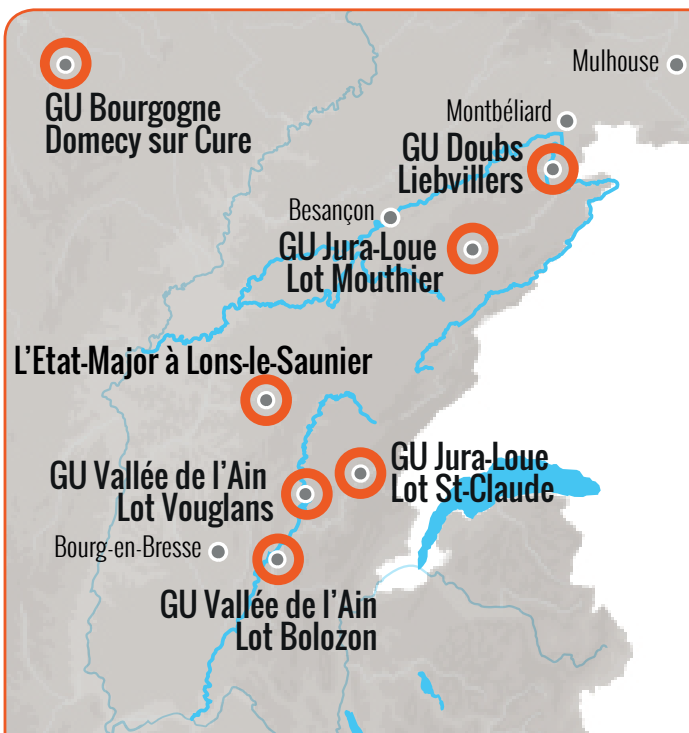 Mulhouse
GU Bourgogne
Domecy sur Cure
Montbéliard
GU Doubs
Liebvillers
Besançon
GU Jura-Loue
Lot Mouthier
L'Etat-Major à Lons-le-Saunier
GU Jura-Loue
Lot St-Claude
GU Vallée de l'Ain
Lot Vouglans
Bourg-en-Bresse
GU Vallée de l'Ain
Lot Bolozon